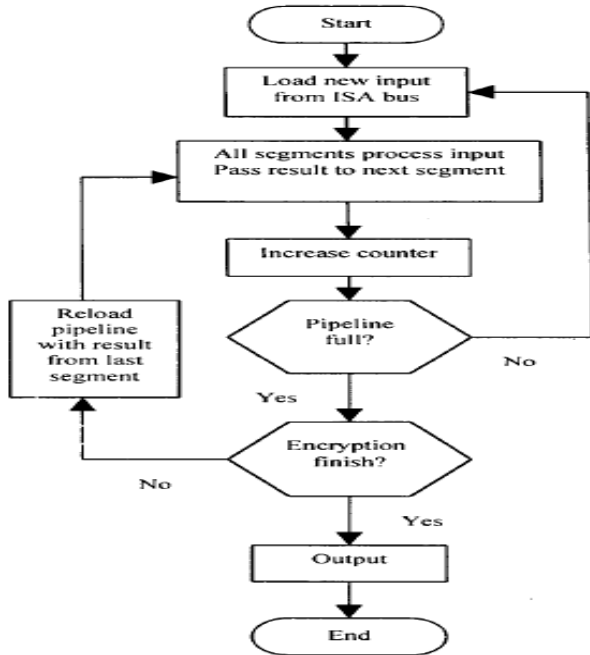 Start
Load new input
from ISA bus
All segments process input
Pass result to next segment
Increase counter
Reload
pipeline
with result
from last
segment
Pipeline
full?
No
Yes
Encryption
finish?
No
Yes
Output
End